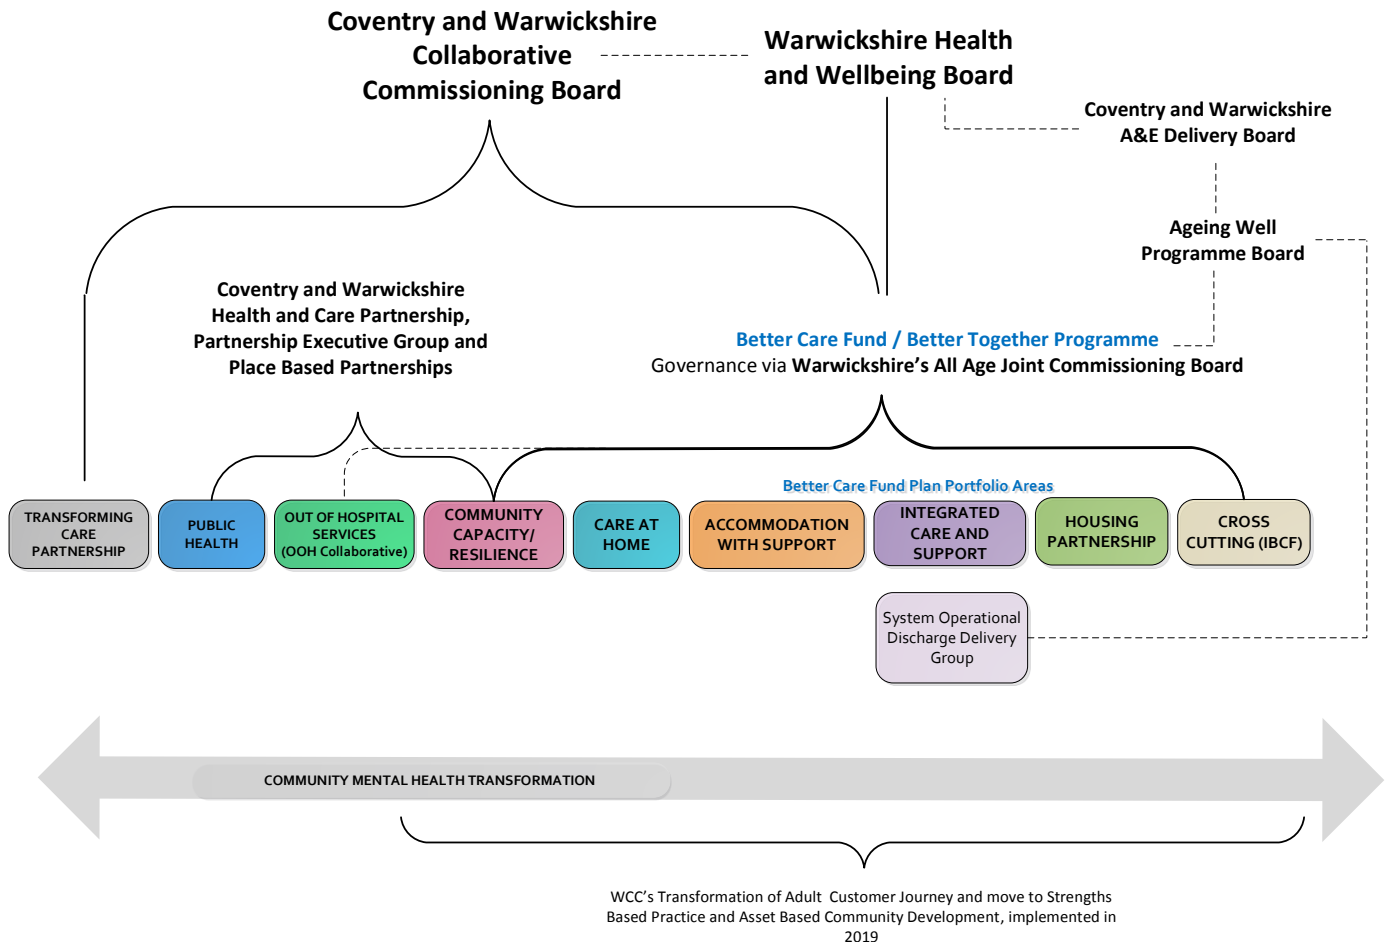 Coventry and Warwickshire
Collaborative
Commissioning Board
Warwickshire Health
and Wellbeing Board
Coventry and Warwickshire
A&E Delivery Board
Ageing Well
Programme Board
Coventry and Warwickshire
Health and Care Partnership,
Partnership Executive Group and
Place Based Partnerships
Better Care Fund / Better Together Programme
Governance via Warwickshire’s All Age Joint Commissioning Board
Better Care Fund Plan Portfolio Areas
TRANSFORMING
CARE
PARTNERSHIP
PUBLIC
HEALTH
OUT OF HOSPITAL
SERVICES
(OOH Collaborative)
COMMUNITY
CAPACITY/
RESILIENCE
CARE AT
HOME
ACCOMMODATION
WITH SUPPORT
INTEGRATED
CARE AND
SUPPORT
HOUSING
PARTNERSHIP
CROSS
CUTTING (IBCF)
System Operational
Discharge Delivery
Group
COMMUNITY MENTAL HEALTH TRANSFORMATION
WCC’s Transformation of Adult Customer Journey and move to Strengths
Based Practice and Asset Based Community Development, implemented in
2019